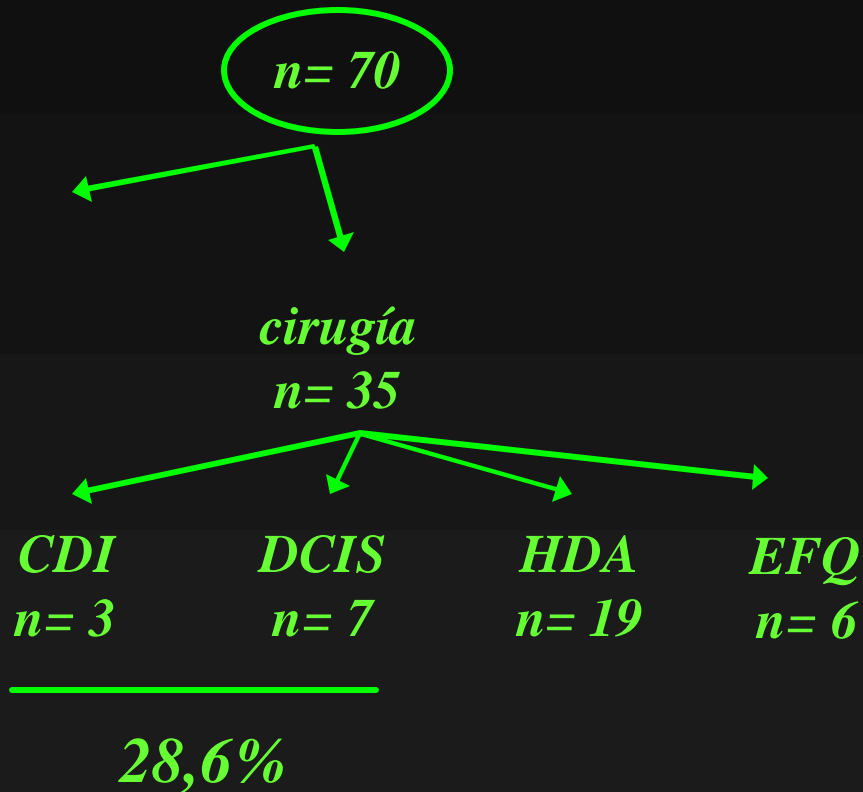 n= 70
cirugía
n= 35
CDI DCIS HDA EFQ
n= 3 n= 7 n= 19 n= 6
28,6%